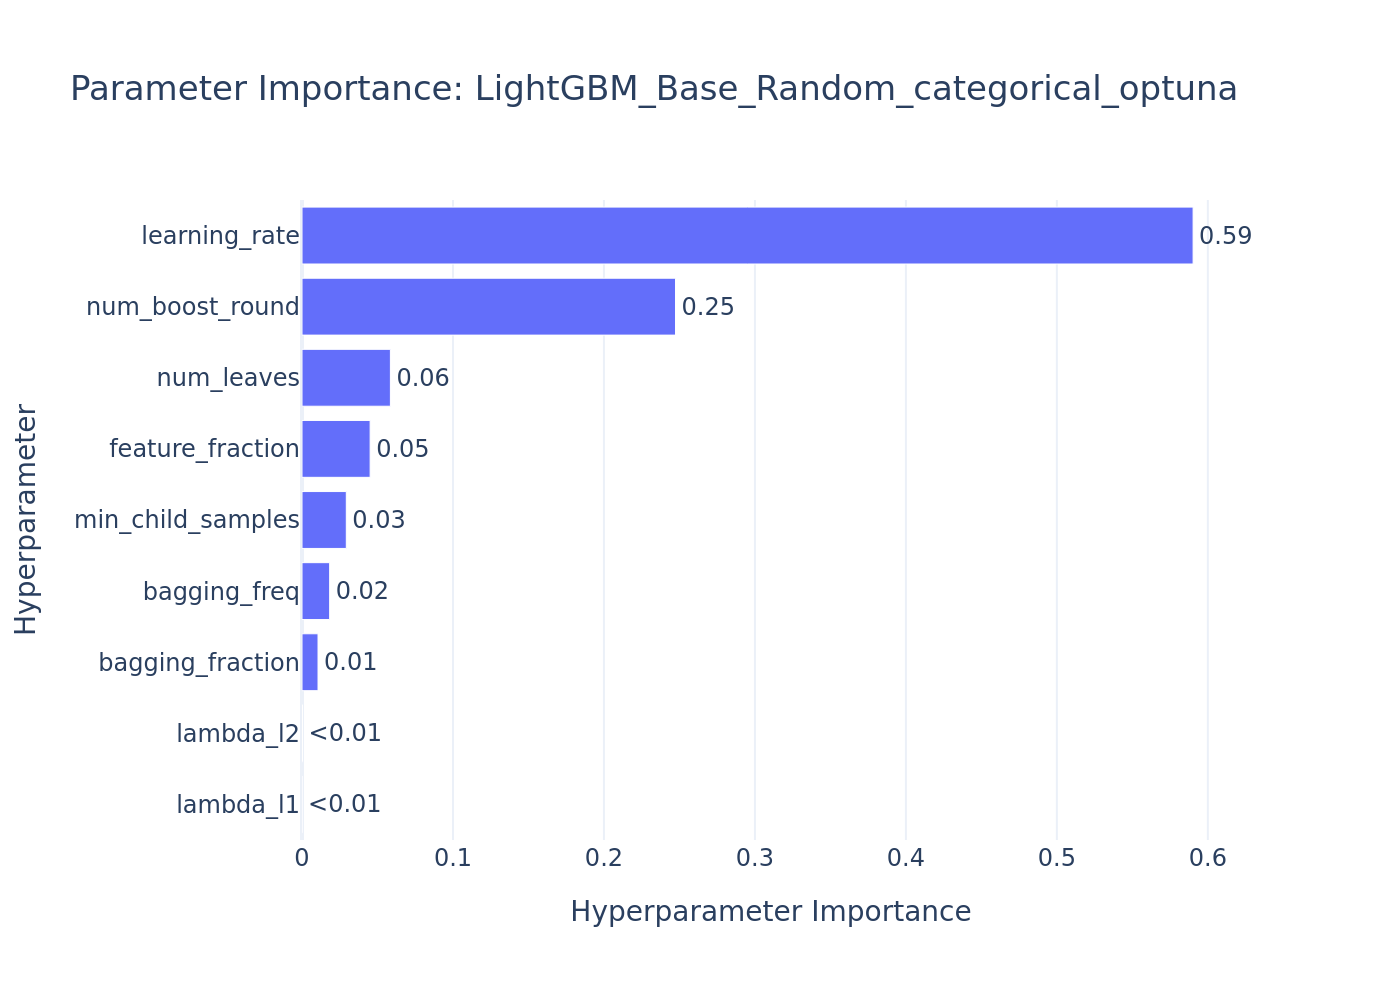 Parameter Importance: LightGBM_Base_Random_categorical_optuna
learning_rate 0.59
num_boost_round 0.25
num_leaves 0.06
feature_fraction 0.05
min_child_samples 0.03
bagging_freq 0.02
bagging_fraction 0.01
lambda_l2 <0.01
lambda_l1 <0.01
Hyperparameter
0 0.1 0.2 0.3 0.4 0.5 0.6
Hyperparameter Importance